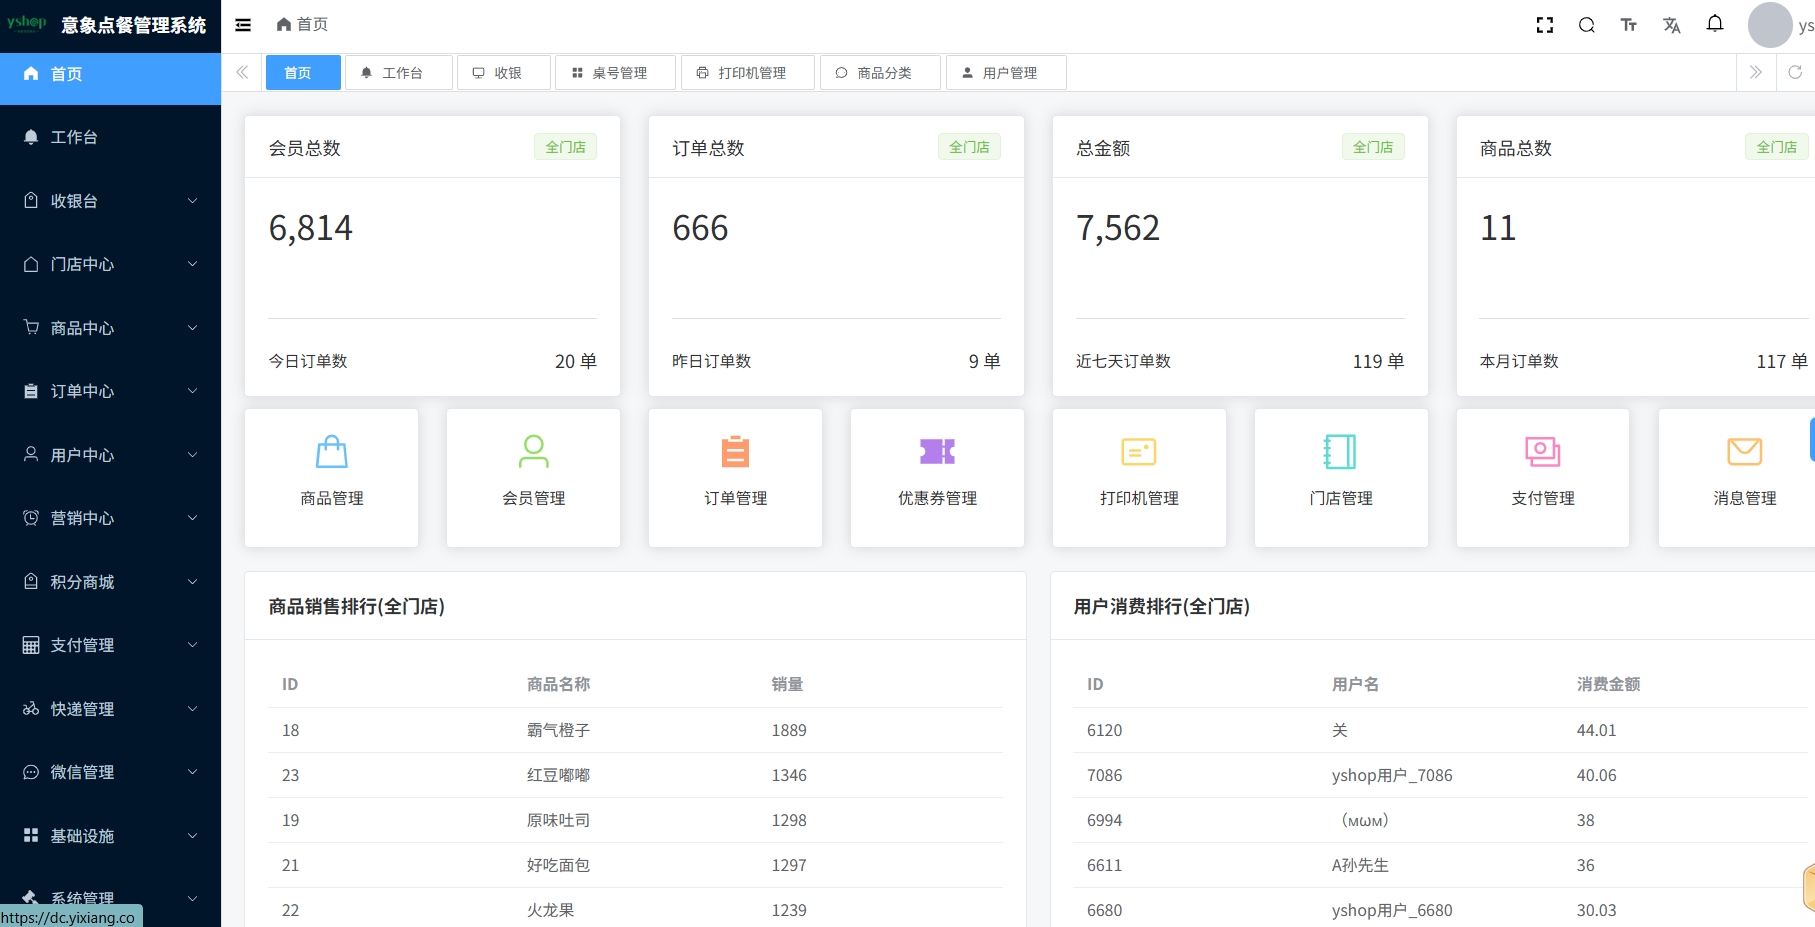 yshop 意象点餐管理系统
首页
ys
首页
工作台
收银
桌号管理
打印机管理
商品分类
用户管理
首页
工作台
收银台
门店中心
商品中心
订单中心
用户中心
营销中心
积分商城
支付管理
快递管理
微信管理
基础设施
系统管理
https://dc.yixiang.co
会员总数 全门店
6,814
今日订单数 20 单
订单总数 全门店
666
昨日订单数 9 单
总金额 全门店
7,562
近七天订单数 119 单
商品总数 全门店
11
本月订单数 117 单
商品管理
会员管理
订单管理
优惠券管理
打印机管理
门店管理
支付管理
消息管理
商品销售排行(全门店)
ID 商品名称 销量
18 霸气橙子 1889
23 红豆嘟嘟 1346
19 原味吐司 1298
21 好吃面包 1297
22 火龙果 1239
用户消费排行(全门店)
ID 用户名 消费金额
6120 关 44.01
7086 yshop用户_7086 40.06
6994 （мωм） 38
6611 A孙先生 36
6680 yshop用户_6680 30.03